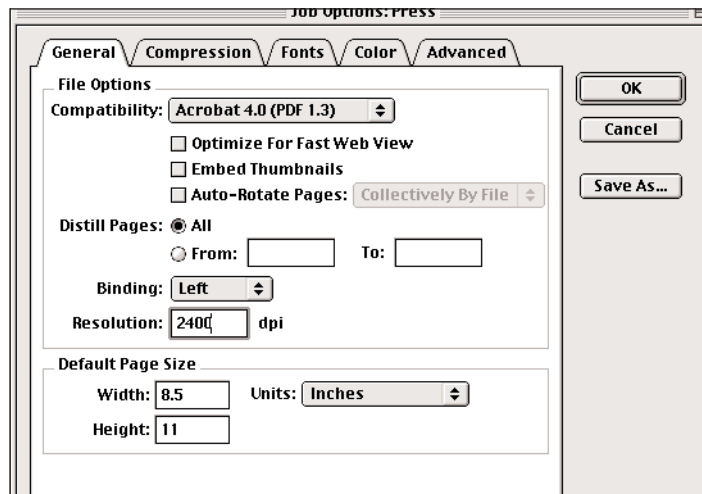 Job Options: Press
General Compression Fonts Color Advanced
File Options
Compatibility: Acrobat 4.0 (PDF 1.3)
Optimize For Fast Web View
Embed Thumbnails
Auto-Rotate Pages: Collectively By File
Distill Pages: All
From: To:
Binding: Left
Resolution: 2400 dpi
Default Page Size
Width: 8.5 Units: Inches
Height: 11
OK
Cancel
Save As...